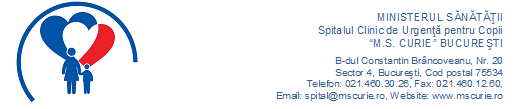 MINISTERUL SĂNĂTĂŢII
Spitalul Clinic de Urgenţă pentru Copii
“M.S. CURIE” BUCUREŞTI
B-dul Constantin Brâncoveanu, Nr. 20
Sector 4, Bucureşti, Cod postal 75534
Telefon: 021.460.30.26, Fax: 021.460.12.60,
Email: spital@mscurie.ro, Website: www.mscurie.ro